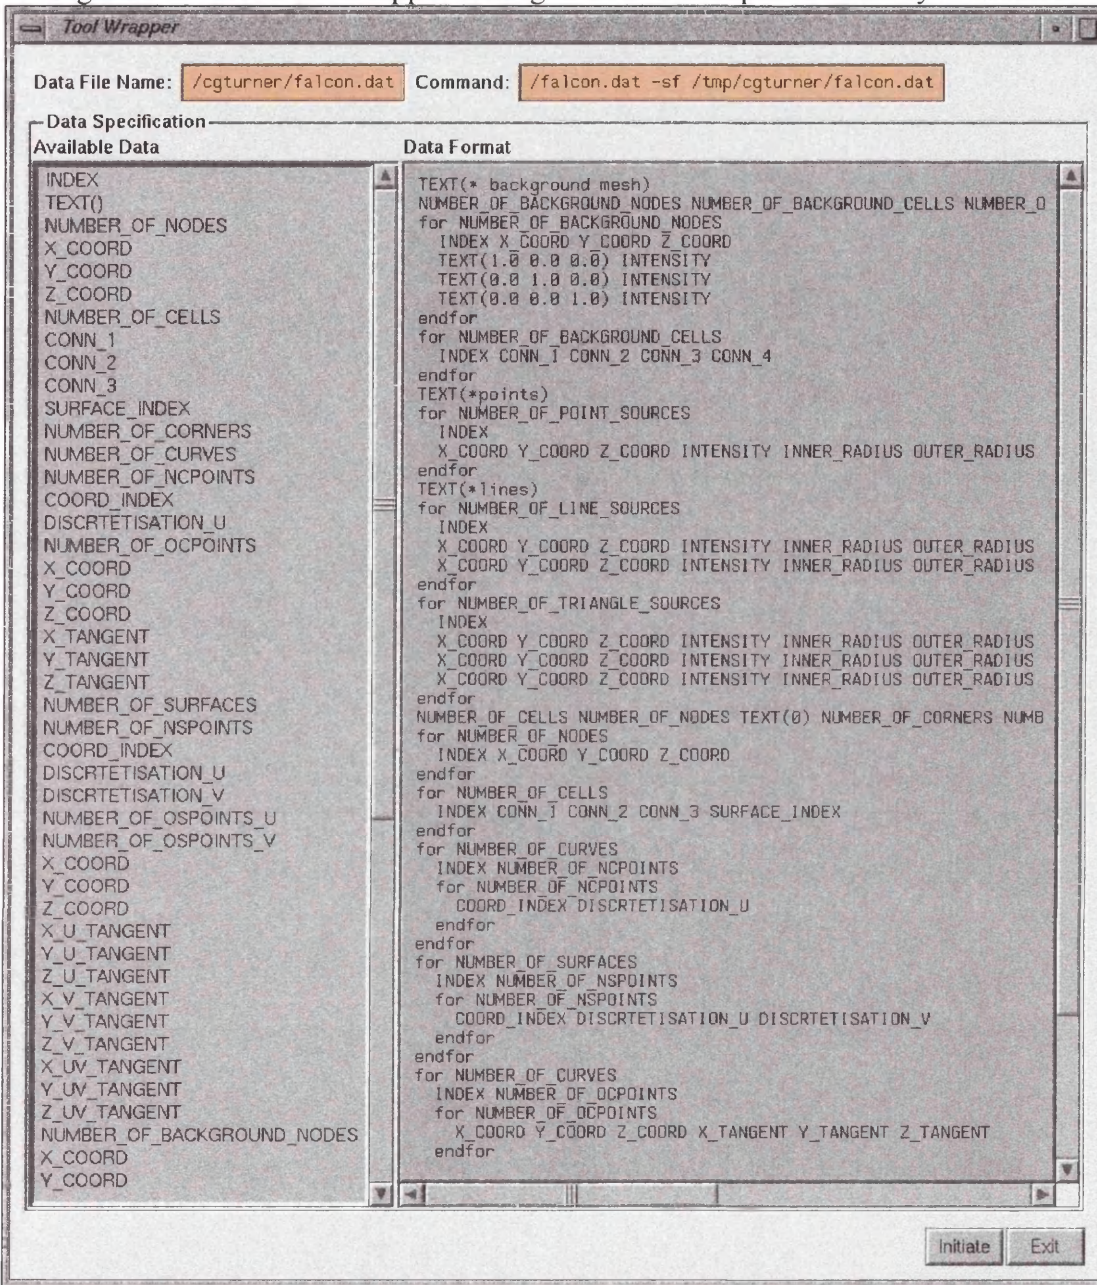 Tool Wrapper
Data File Name: /cgturner/falcon.dat Command: /falcon.dat -sf /tmp/cgturner/falcon.dat
Data Specification
Available Data
INDEX
TEXT()
NUMBER_OF_NODES
X_COORD
Y_COORD
Z_COORD
NUMBER_OF_CELLS
CONN_1
CONN_2
CONN_3
SURFACE_INDEX
NUMBER_OF_CORNERS
NUMBER_OF_CURVES
NUMBER_OF_NCPOINTS
COORD_INDEX
DISCRTETISATION_U
NUMBER_OF_OCPOINTS
X_COORD
Y_COORD
Z_COORD
X_TANGENT
Y_TANGENT
Z_TANGENT
NUMBER_OF_SURFACES
NUMBER_OF_NSPOINTS
COORD_INDEX
DISCRTETISATION_U
DISCRTETISATION_V
NUMBER_OF_OSPOINTS_U
NUMBER_OF_OSPOINTS_V
X_COORD
Y_COORD
Z_COORD
X_U_TANGENT
Y_U_TANGENT
Z_U_TANGENT
X_V_TANGENT
Y_V_TANGENT
Z_V_TANGENT
X_UV_TANGENT
Y_UV_TANGENT
Z_UV_TANGENT
NUMBER_OF_BACKGROUND_NODES
X_COORD
Y_COORD
Data Format
TEXT(* background mesh)
NUMBER_OF_BACKGROUND_NODES NUMBER_OF_BACKGROUND_CELLS NUMBER_O
for NUMBER_OF_BACKGROUND_NODES
INDEX X_COORD Y_COORD Z_COORD
TEXT(1.0 0.0 0.0) INTENSITY
TEXT(0.0 1.0 0.0) INTENSITY
TEXT(0.0 0.0 1.0) INTENSITY
endfor
for NUMBER_OF_BACKGROUND_CELLS
INDEX CONN_1 CONN_2 CONN_3 CONN_4
endfor
TEXT(*points)
for NUMBER_OF_POINT_SOURCES
INDEX
X_COORD Y_COORD Z_COORD INTENSITY INNER_RADIUS OUTER_RADIUS
endfor
TEXT(*lines)
for NUMBER_OF_LINE_SOURCES
INDEX
X_COORD Y_COORD Z_COORD INTENSITY INNER_RADIUS OUTER_RADIUS
X_COORD Y_COORD Z_COORD INTENSITY INNER_RADIUS OUTER_RADIUS
endfor
for NUMBER_OF_TRIANGLE_SOURCES
INDEX
X_COORD Y_COORD Z_COORD INTENSITY INNER_RADIUS OUTER_RADIUS
X_COORD Y_COORD Z_COORD INTENSITY INNER_RADIUS OUTER_RADIUS
X_COORD Y_COORD Z_COORD INTENSITY INNER_RADIUS OUTER_RADIUS
endfor
NUMBER_OF_CELLS NUMBER_OF_NODES TEXT(0) NUMBER_OF_CORNERS NUMB
for NUMBER_OF_NODES
INDEX X_COORD Y_COORD Z_COORD
endfor
for NUMBER_OF_CELLS
INDEX CONN_1 CONN_2 CONN_3 SURFACE_INDEX
endfor
for NUMBER_OF_CURVES
INDEX NUMBER_OF_NCPOINTS
for NUMBER_OF_NCPOINTS
COORD_INDEX DISCRTETISATION_U
endfor
endfor
for NUMBER_OF_SURFACES
INDEX NUMBER_OF_NSPOINTS
for NUMBER_OF_NSPOINTS
COORD_INDEX DISCRTETISATION_U DISCRTETISATION_V
endfor
endfor
for NUMBER_OF_CURVES
INDEX NUMBER_OF_OCPOINTS
for NUMBER_OF_OCPOINTS
X_COORD Y_COORD Z_COORD X_TANGENT Y_TANGENT Z_TANGENT
endfor
Initiate Exit